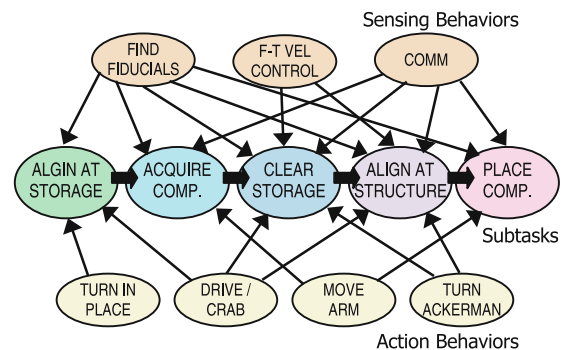 Sensing Behaviors
FIND
FIDUCIALS
F-T VEL
CONTROL
COMM
ALGIN AT
STORAGE
ACQUIRE
COMP.
CLEAR
STORAGE
ALIGN AT
STRUCTURE
PLACE
COMP.
Subtasks
TURN IN
PLACE
DRIVE /
CRAB
MOVE
ARM
TURN
ACKERMAN
Action Behaviors